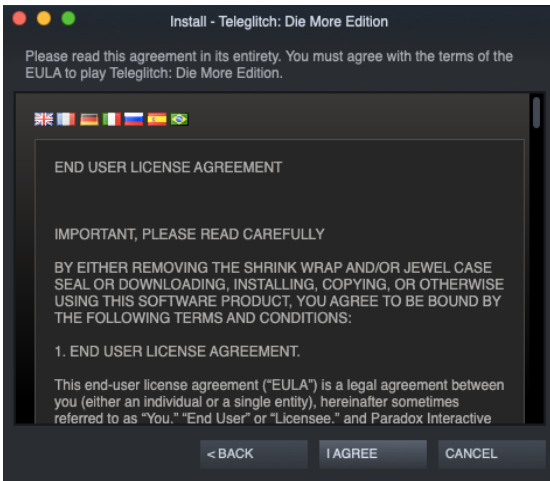 Install - Teleglitch: Die More Edition
Please read this agreement in its entirety. You must agree with the terms of the
EULA to play Teleglitch: Die More Edition.
END USER LICENSE AGREEMENT
IMPORTANT, PLEASE READ CAREFULLY
BY EITHER REMOVING THE SHRINK WRAP AND/OR JEWEL CASE
SEAL OR DOWNLOADING, INSTALLING, COPYING, OR OTHERWISE
USING THIS SOFTWARE PRODUCT, YOU AGREE TO BE BOUND BY
THE FOLLOWING TERMS AND CONDITIONS:
1. END USER LICENSE AGREEMENT.
This end-user license agreement (“EULA”) is a legal agreement between
you (either an individual or a single entity), hereinafter sometimes
referred to as “You,” “End User” or “Licensee,” and Paradox Interactive
< BACK
I AGREE
CANCEL